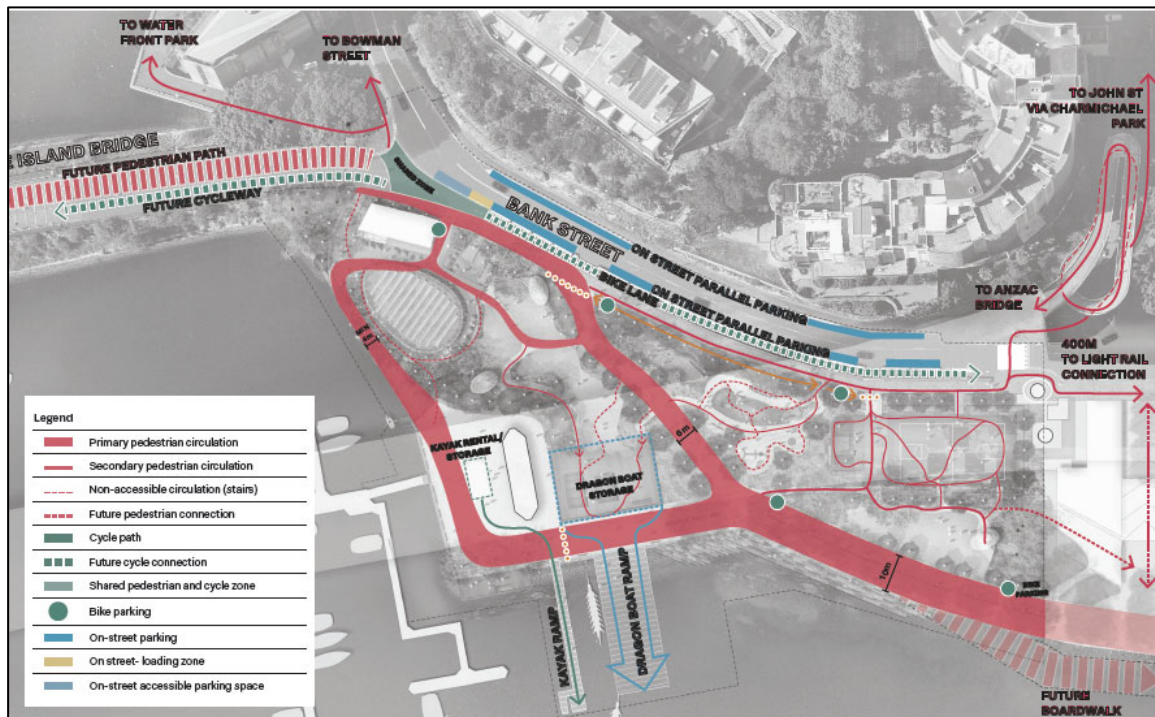 TO WATER
FRONT PARK
TO BOWMAN
STREET
TO JOHN ST
VIA CHARMICHAEL
PARK
ISLAND BRIDGE
FUTURE PEDESTRIAN PATH
FUTURE CYCLEWAY
SHARED ZONE
BANK STREET
ON STREET PARALLEL PARKING
BIKE LANE
ON STREET PARALLEL PARKING
TO ANZAC
BRIDGE
400M
TO LIGHT RAIL
CONNECTION
KAYAK RENTAL/
STORAGE
DRAGON BOAT
STORAGE
6m
10m
BIKE
PARKING
KAYAK RAMP
DRAGON BOAT RAMP
FUTURE
BOARDWALK
Legend
Primary pedestrian circulation
Secondary pedestrian circulation
Non-accessible circulation (stairs)
Future pedestrian connection
Cycle path
Future cycle connection
Shared pedestrian and cycle zone
Bike parking
On-street parking
On street- loading zone
On-street accessible parking space